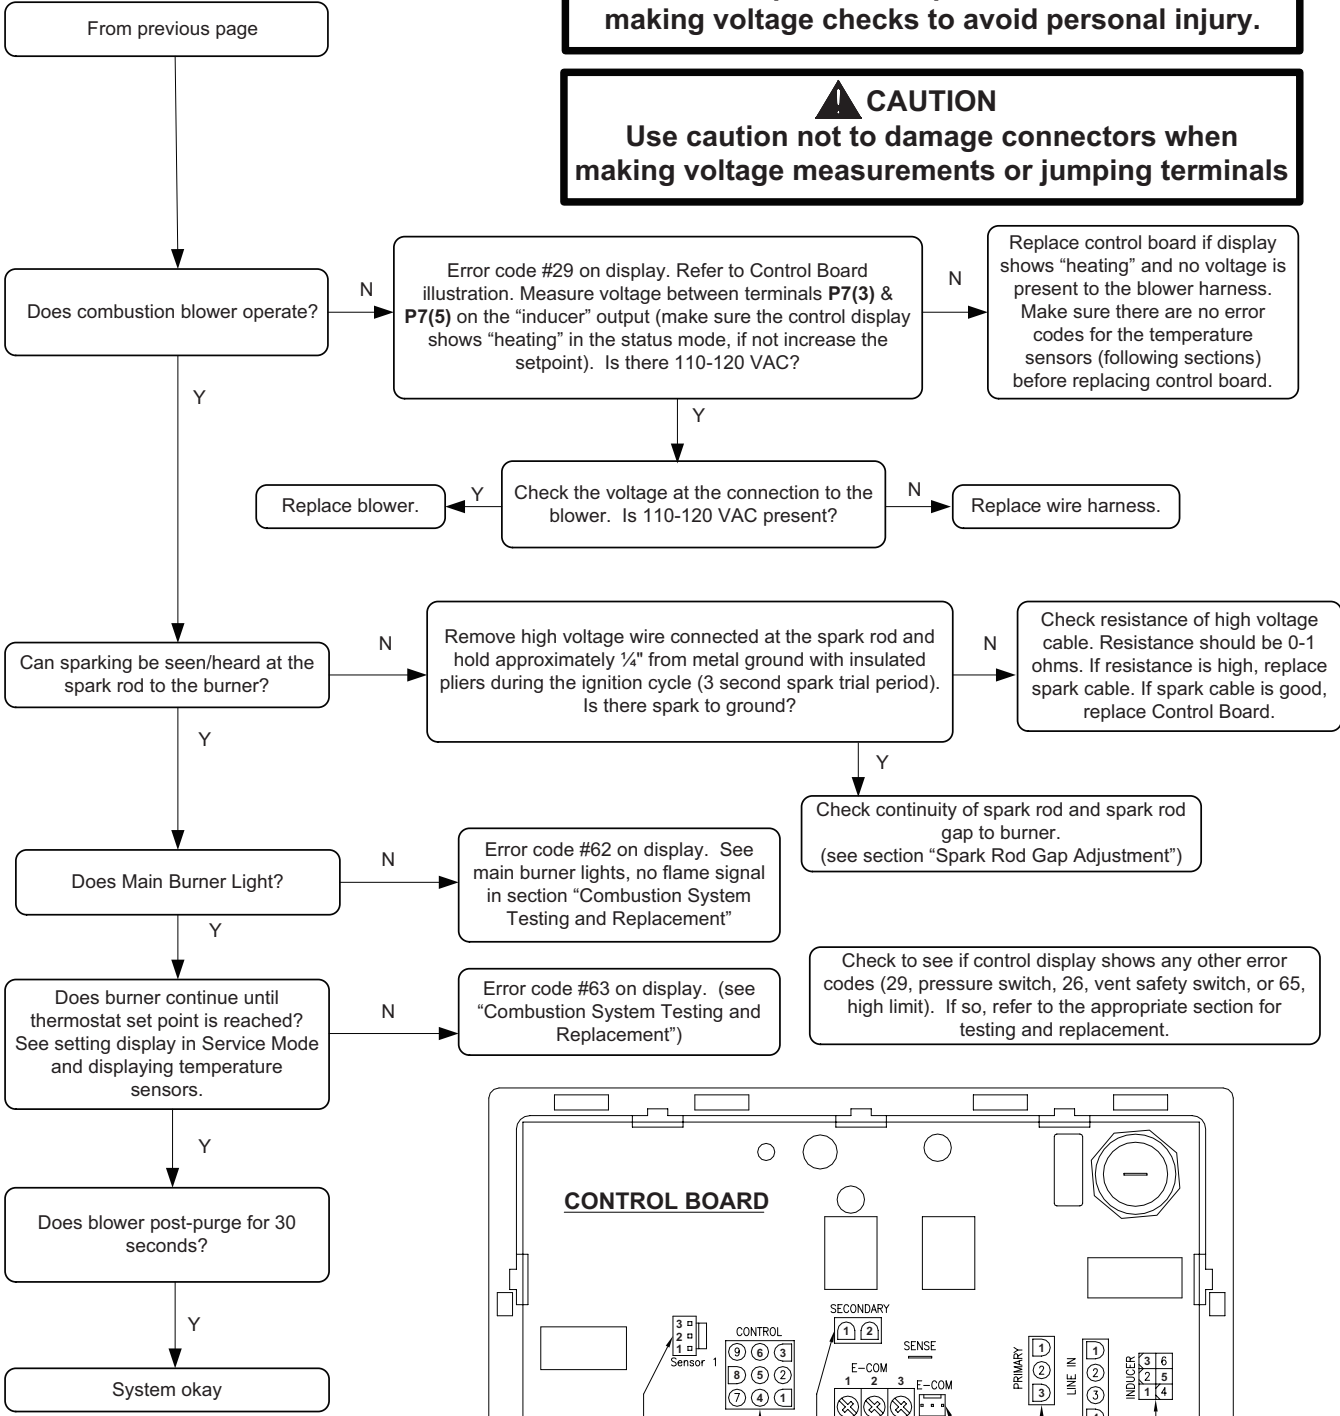 From previous page
making voltage checks to avoid personal injury.
CAUTION
Use caution not to damage connectors when
making voltage measurements or jumping terminals
Does combustion blower operate?
N
Error code #29 on display. Refer to Control Board
illustration. Measure voltage between terminals P7(3) &
P7(5) on the “inducer” output (make sure the control display
shows “heating” in the status mode, if not increase the
setpoint). Is there 110-120 VAC?
N
Replace control board if display
shows “heating” and no voltage is
present to the blower harness.
Make sure there are no error
codes for the temperature
sensors (following sections)
before replacing control board.
Y
Y
Replace blower.
Y
Check the voltage at the connection to the
blower. Is 110-120 VAC present?
N
Replace wire harness.
Can sparking be seen/heard at the
spark rod to the burner?
N
Remove high voltage wire connected at the spark rod and
hold approximately ¼" from metal ground with insulated
pliers during the ignition cycle (3 second spark trial period).
Is there spark to ground?
N
Check resistance of high voltage
cable. Resistance should be 0-1
ohms. If resistance is high, replace
spark cable. If spark cable is good,
replace Control Board.
Y
Y
Check continuity of spark rod and spark rod
gap to burner.
(see section “Spark Rod Gap Adjustment”)
Does Main Burner Light?
N
Error code #62 on display. See
main burner lights, no flame signal
in section “Combustion System
Testing and Replacement”
Y
Does burner continue until
thermostat set point is reached?
See setting display in Service Mode
and displaying temperature
sensors.
N
Error code #63 on display. (see
“Combustion System Testing and
Replacement”)
Check to see if control display shows any other error
codes (29, pressure switch, 26, vent safety switch, or 65,
high limit). If so, refer to the appropriate section for
testing and replacement.
Y
Does blower post-purge for 30
seconds?
Y
System okay
CONTROL BOARD
3
2
1
Sensor 1
CONTROL
9 6 3
8 5 2
7 4 1
SECONDARY
1 2
SENSE
E-COM
1 2 3
E-COM
PRIMARY
1
2
3
LINE IN
1
2
3
INDUCER
3 6
2 5
1 4